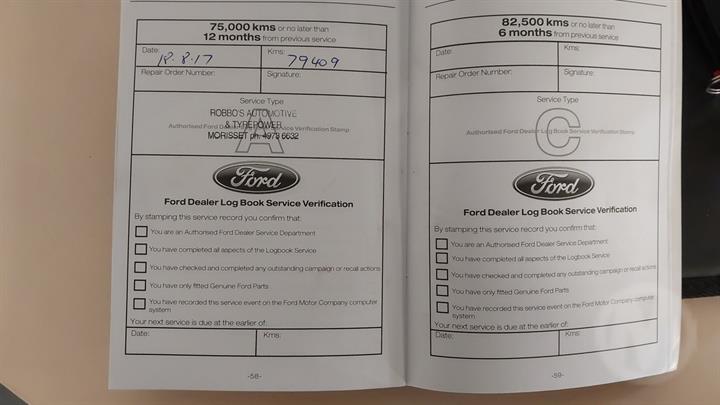 75,000 kms or no later than
12 months from previous service
Date: 18.8.17 Kms: 79409
Repair Order Number: Signature:
Service Type
A
ROBBO'S AUTOMOTIVE
& TYREPOWER
Authorised Ford Dealer Log Book Service Verification Stamp
MORISSET ph. 4973 6632
Ford
Ford Dealer Log Book Service Verification
By stamping this service record you confirm that:
You are an Authorised Ford Dealer Service Department
You have completed all aspects of the Logbook Service
You have checked and completed any outstanding campaign or recall actions
You have only fitted Genuine Ford Parts
You have recorded this service event on the Ford Motor Company computer
system
Your next service is due at the earlier of:
Date: Kms:
-58-
82,500 kms or no later than
6 months from previous service
Date: Kms:
Repair Order Number: Signature:
Service Type
C
Authorised Ford Dealer Log Book Service Verification Stamp
Ford
Ford Dealer Log Book Service Verification
By stamping this service record you confirm that:
You are an Authorised Ford Dealer Service Department
You have completed all aspects of the Logbook Service
You have checked and completed any outstanding campaign or recall actions
You have only fitted Genuine Ford Parts
You have recorded this service event on the Ford Motor Company computer
system
Your next service is due at the earlier of:
Date: Kms:
-59-